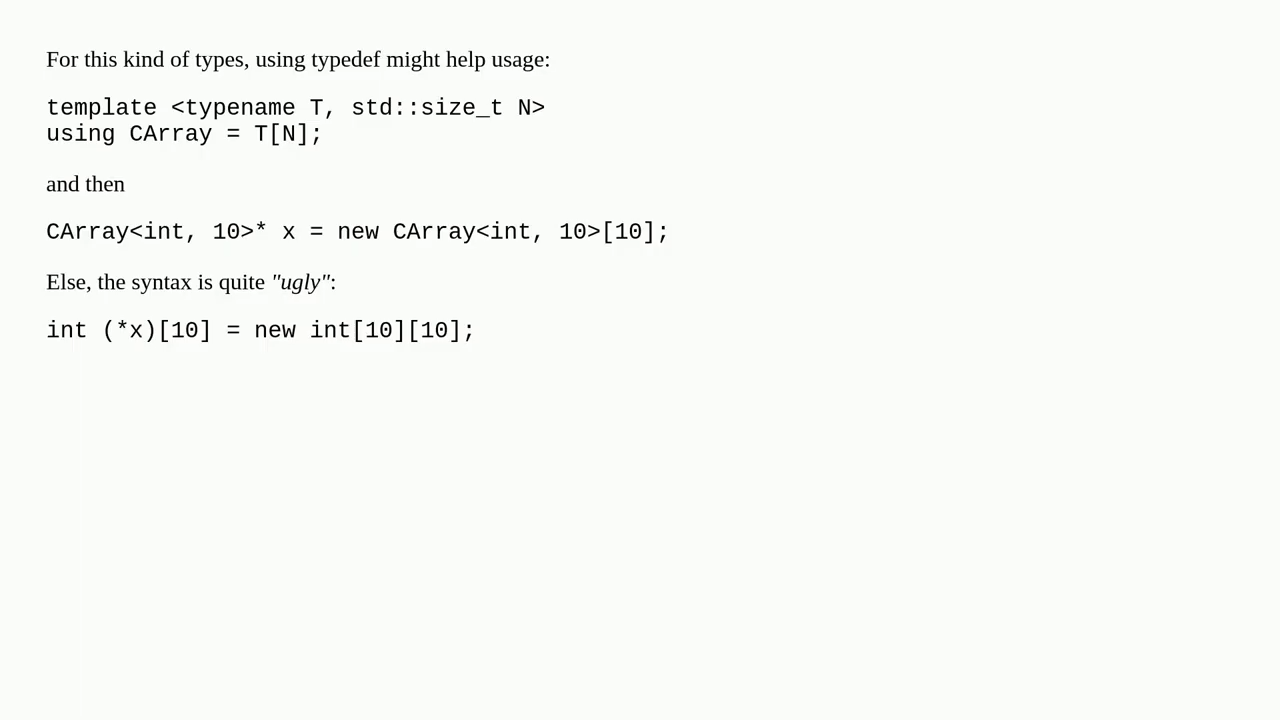 For this kind of types, using typedef might help usage:
template <typename T, std::size_t N>
using CArray = T[N];
and then
CArray<int, 10>* x = new CArray<int, 10>[10];
Else, the syntax is quite "ugly":
int (*x)[10] = new int[10][10];